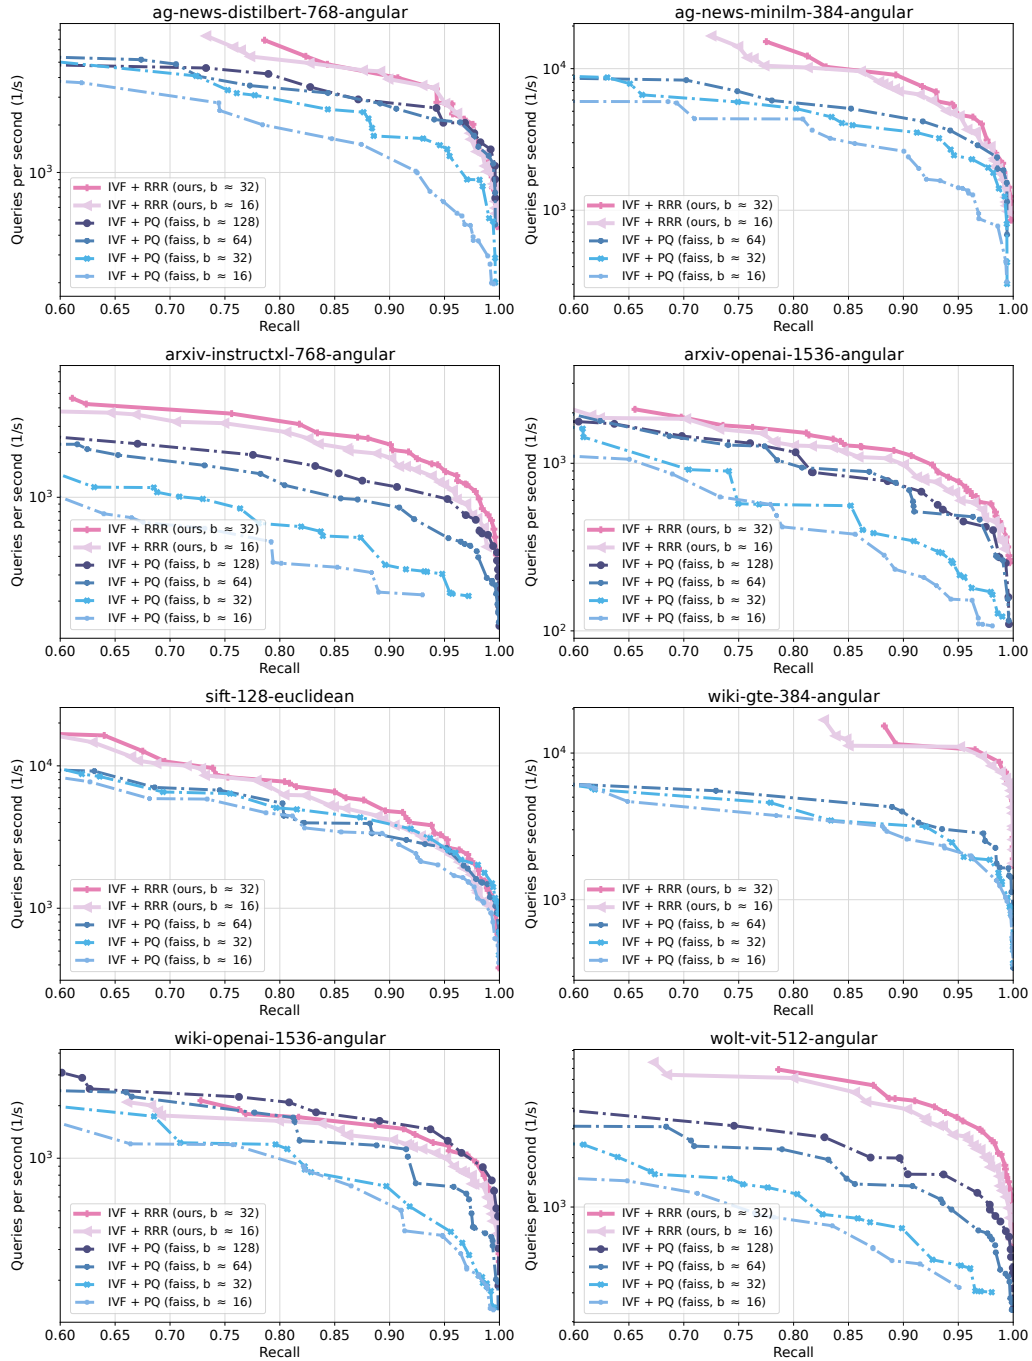 ag-news-distilbert-768-angular
Queries per second (1/s)
10³
IVF + RRR (ours, b ≈ 32)
IVF + RRR (ours, b ≈ 16)
IVF + PQ (faiss, b ≈ 128)
IVF + PQ (faiss, b ≈ 64)
IVF + PQ (faiss, b ≈ 32)
IVF + PQ (faiss, b ≈ 16)
0.60 0.65 0.70 0.75 0.80 0.85 0.90 0.95 1.00
Recall
ag-news-minilm-384-angular
Queries per second (1/s)
10⁴
10³
IVF + RRR (ours, b ≈ 32)
IVF + RRR (ours, b ≈ 16)
IVF + PQ (faiss, b ≈ 64)
IVF + PQ (faiss, b ≈ 32)
IVF + PQ (faiss, b ≈ 16)
0.60 0.65 0.70 0.75 0.80 0.85 0.90 0.95 1.00
Recall
arxiv-instructxl-768-angular
Queries per second (1/s)
10³
IVF + RRR (ours, b ≈ 32)
IVF + RRR (ours, b ≈ 16)
IVF + PQ (faiss, b ≈ 128)
IVF + PQ (faiss, b ≈ 64)
IVF + PQ (faiss, b ≈ 32)
IVF + PQ (faiss, b ≈ 16)
0.60 0.65 0.70 0.75 0.80 0.85 0.90 0.95 1.00
Recall
arxiv-openai-1536-angular
Queries per second (1/s)
10³
10²
IVF + RRR (ours, b ≈ 32)
IVF + RRR (ours, b ≈ 16)
IVF + PQ (faiss, b ≈ 128)
IVF + PQ (faiss, b ≈ 64)
IVF + PQ (faiss, b ≈ 32)
IVF + PQ (faiss, b ≈ 16)
0.60 0.65 0.70 0.75 0.80 0.85 0.90 0.95 1.00
Recall
sift-128-euclidean
Queries per second (1/s)
10⁴
10³
IVF + RRR (ours, b ≈ 32)
IVF + RRR (ours, b ≈ 16)
IVF + PQ (faiss, b ≈ 64)
IVF + PQ (faiss, b ≈ 32)
IVF + PQ (faiss, b ≈ 16)
0.60 0.65 0.70 0.75 0.80 0.85 0.90 0.95 1.00
Recall
wiki-gte-384-angular
Queries per second (1/s)
10⁴
10³
IVF + RRR (ours, b ≈ 32)
IVF + RRR (ours, b ≈ 16)
IVF + PQ (faiss, b ≈ 64)
IVF + PQ (faiss, b ≈ 32)
IVF + PQ (faiss, b ≈ 16)
0.60 0.65 0.70 0.75 0.80 0.85 0.90 0.95 1.00
Recall
wiki-openai-1536-angular
Queries per second (1/s)
10³
IVF + RRR (ours, b ≈ 32)
IVF + RRR (ours, b ≈ 16)
IVF + PQ (faiss, b ≈ 128)
IVF + PQ (faiss, b ≈ 64)
IVF + PQ (faiss, b ≈ 32)
IVF + PQ (faiss, b ≈ 16)
0.60 0.65 0.70 0.75 0.80 0.85 0.90 0.95 1.00
Recall
wolt-vit-512-angular
Queries per second (1/s)
10³
IVF + RRR (ours, b ≈ 32)
IVF + RRR (ours, b ≈ 16)
IVF + PQ (faiss, b ≈ 128)
IVF + PQ (faiss, b ≈ 64)
IVF + PQ (faiss, b ≈ 32)
IVF + PQ (faiss, b ≈ 16)
0.60 0.65 0.70 0.75 0.80 0.85 0.90 0.95 1.00
Recall